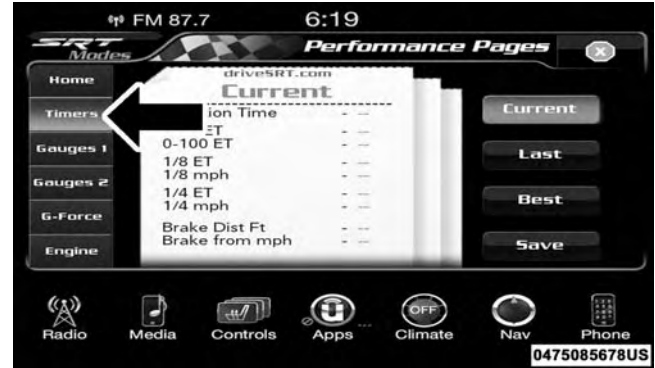 FM 87.7 6:19
SRT
Modes
Performance Pages
Home
Timers
Gauges 1
Gauges 2
G-Force
Engine
driveSRT.com
Current
ion Time - --
ET - --
0-100 ET - --
1/8 ET - --
1/8 mph - --
1/4 ET - --
1/4 mph - --
Brake Dist Ft - --
Brake from mph - --
Current
Last
Best
Save
OFF
Radio Media Controls Apps ... Climate Nav Phone
0475085678US